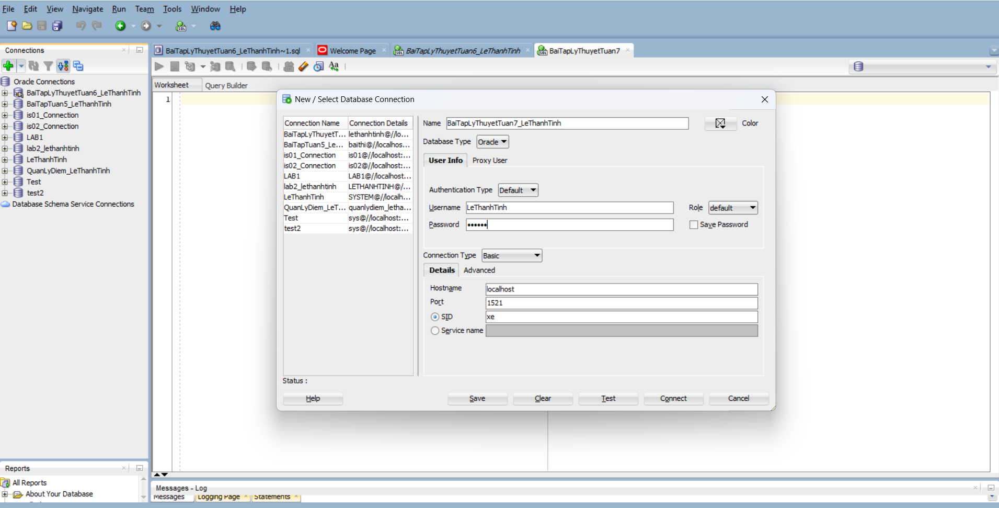 File Edit View Navigate Run Team Tools Window Help
Connections
BaiTapLyThuyetTuan6_LeThanhTinh~1.sql
Welcome Page
BaiTapLyThuyetTuan6_LeThanhTinh
BaiTapLyThuyetTuan7
Worksheet Query Builder
1
Oracle Connections
BaiTapLyThuyetTuan6_LeThanhTinh
BaiTapTuan5_LeThanhTinh
is01_Connection
is02_Connection
LAB1
lab2_lethanhtinh
LeThanhTinh
QuanLyDiem_LeThanhTinh
Test
test2
Database Schema Service Connections
New / Select Database Connection
Connection Name Connection Details
BaiTapLyThuyetT... lethanhtinh@//lo...
BaiTapTuan5_Le... baithi@//localhos...
is01_Connection is01@//localhost:...
is02_Connection is02@//localhost:...
LAB1 LAB1@//localhost...
lab2_lethanhtinh LETHANHTINH@/...
LeThanhTinh SYSTEM@//localh...
QuanLyDiem_LeT... quanlydiem_letha...
Test sys@//localhost:...
test2 sys@//localhost:...
Name BaiTapLyThuyetTuan7_LeThanhTinh Color
Database Type Oracle
User Info Proxy User
Authentication Type Default
Username LeThanhTinh Role default
Password •••••• Save Password
Connection Type Basic
Details Advanced
Hostname localhost
Port 1521
SID xe
Service name
Status :
Help Save Clear Test Connect Cancel
Reports
All Reports
About Your Database
Messages - Log
Messages Logging Page Statements